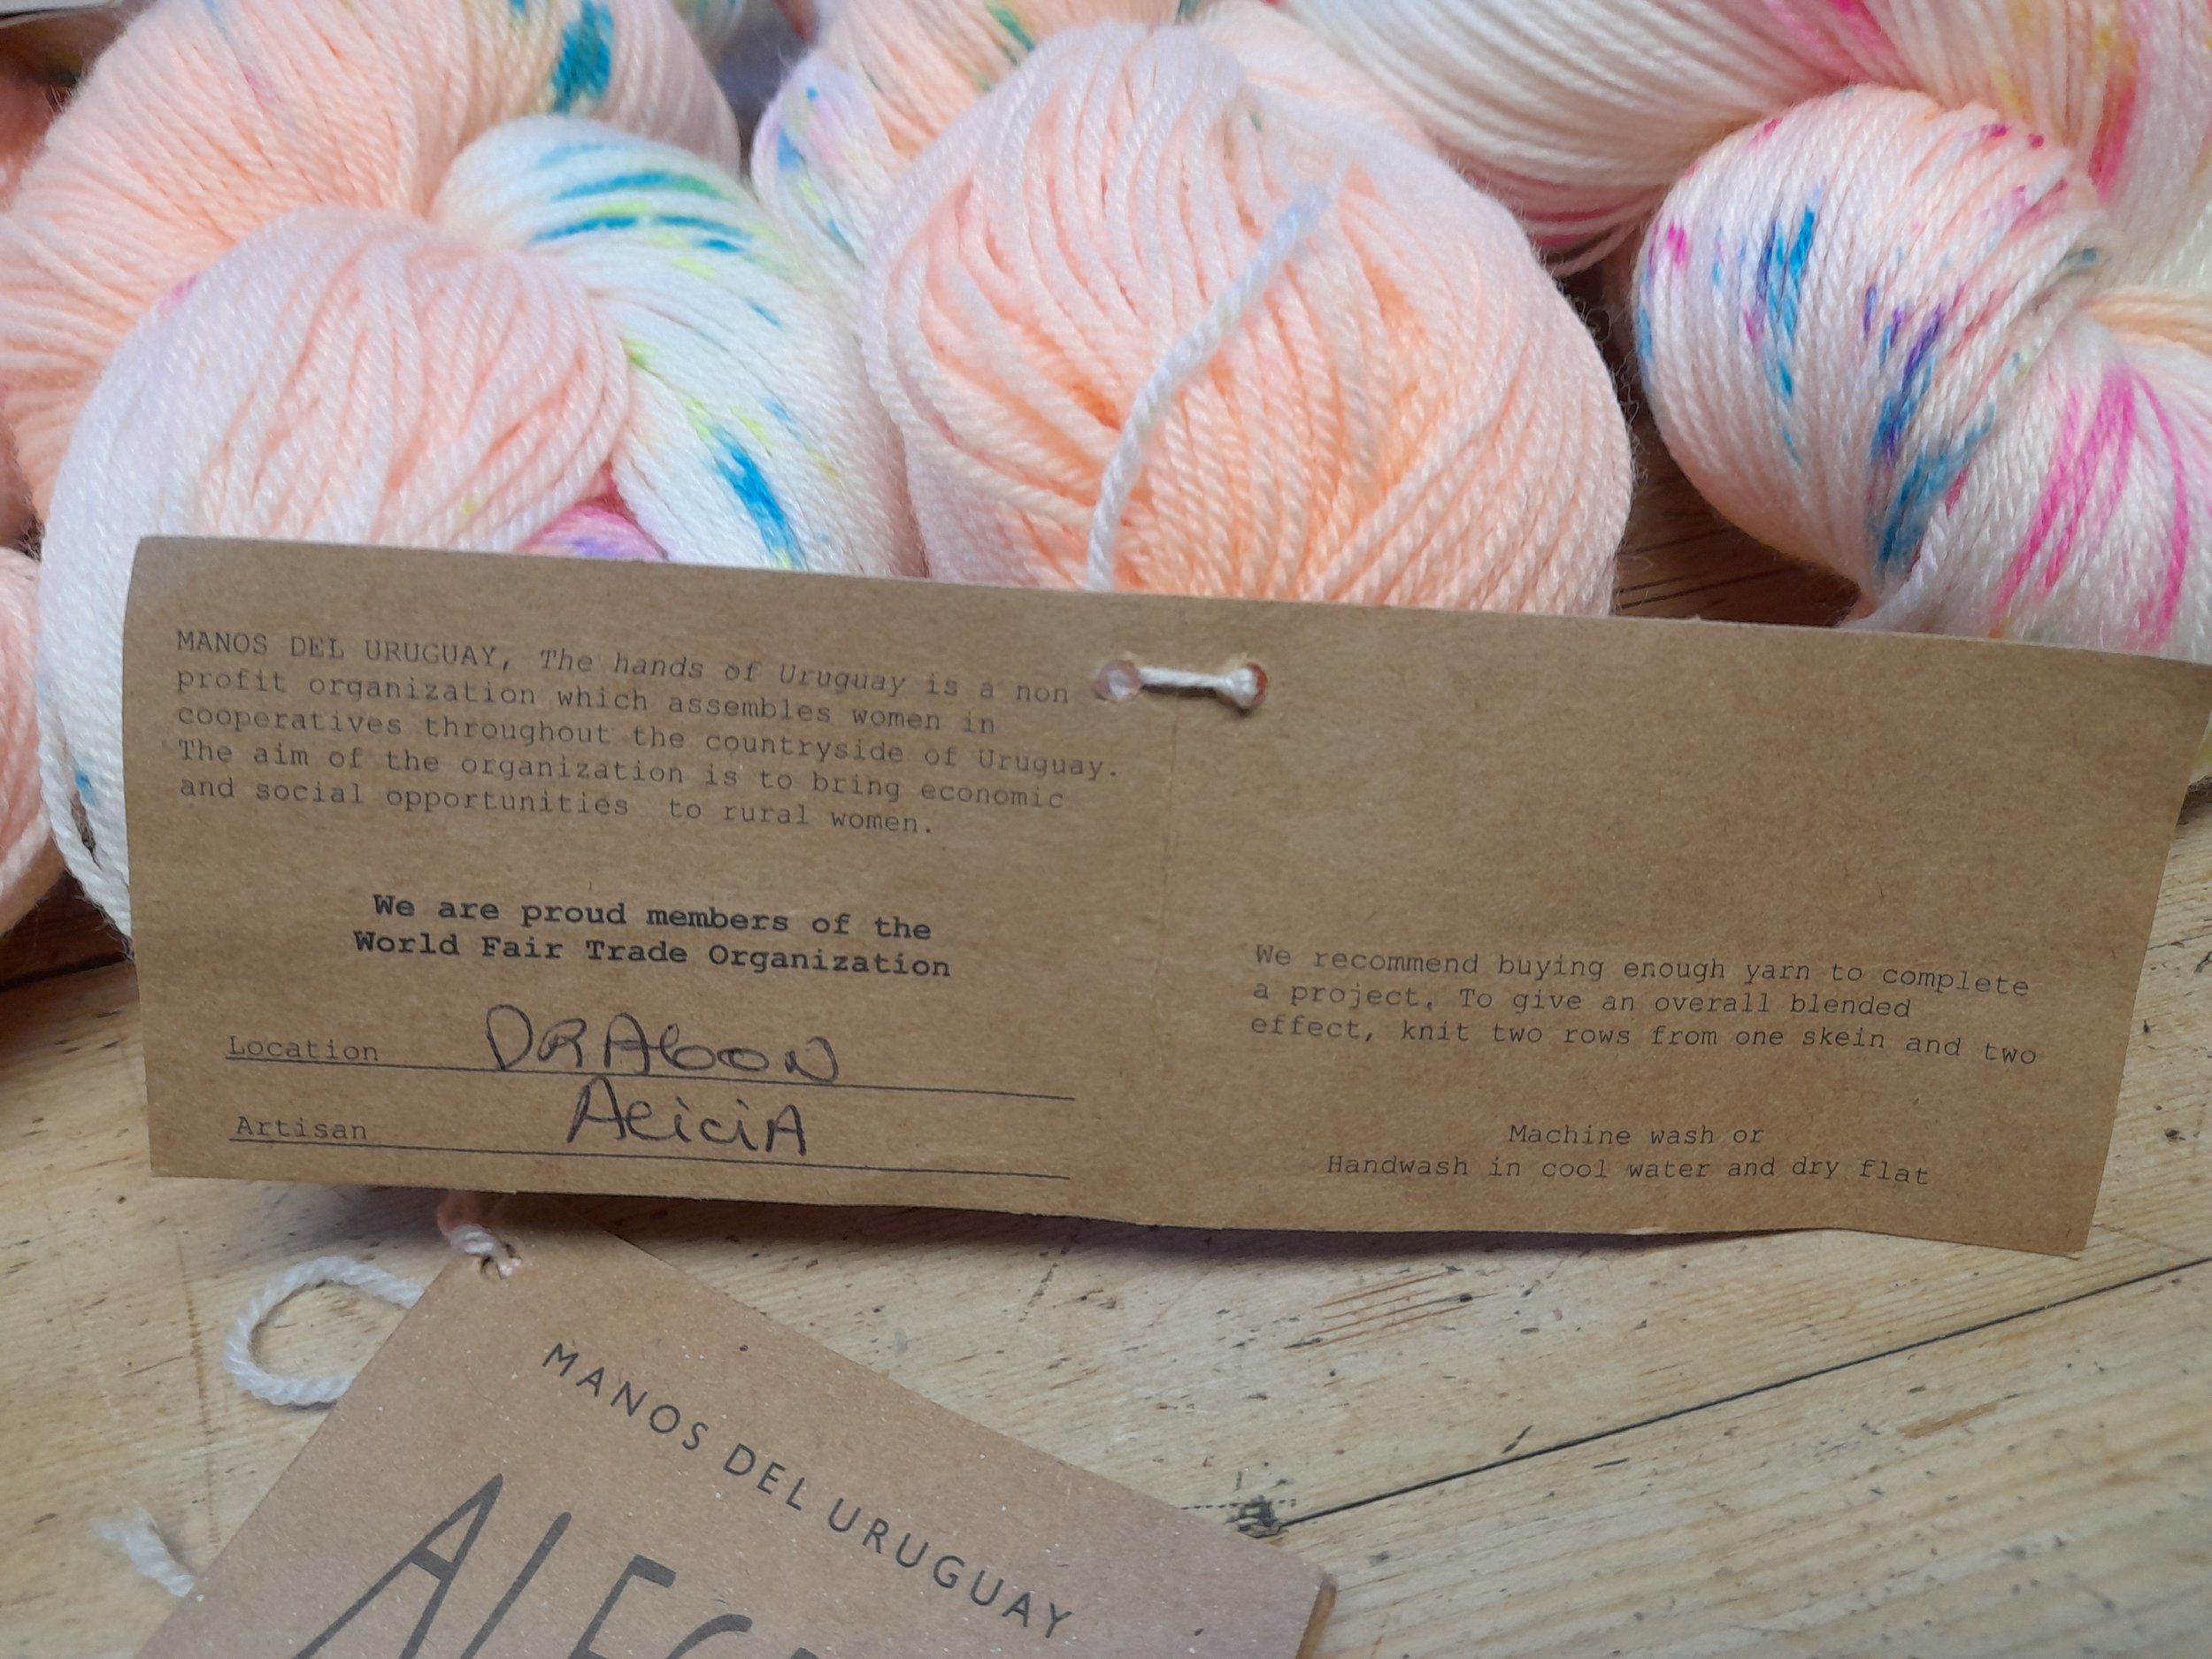 MANOS DEL URUGUAY, The hands of Uruguay is a non
profit organization which assembles women in
cooperatives throughout the countryside of Uruguay.
The aim of the organization is to bring economic
and social opportunities to rural women.
We are proud members of the
World Fair Trade Organization
Location DRAGON
Artisan AliciA
We recommend buying enough yarn to complete
a project. To give an overall blended
effect, knit two rows from one skein and two
Machine wash or
Handwash in cool water and dry flat
MANOS DEL URUGUAY